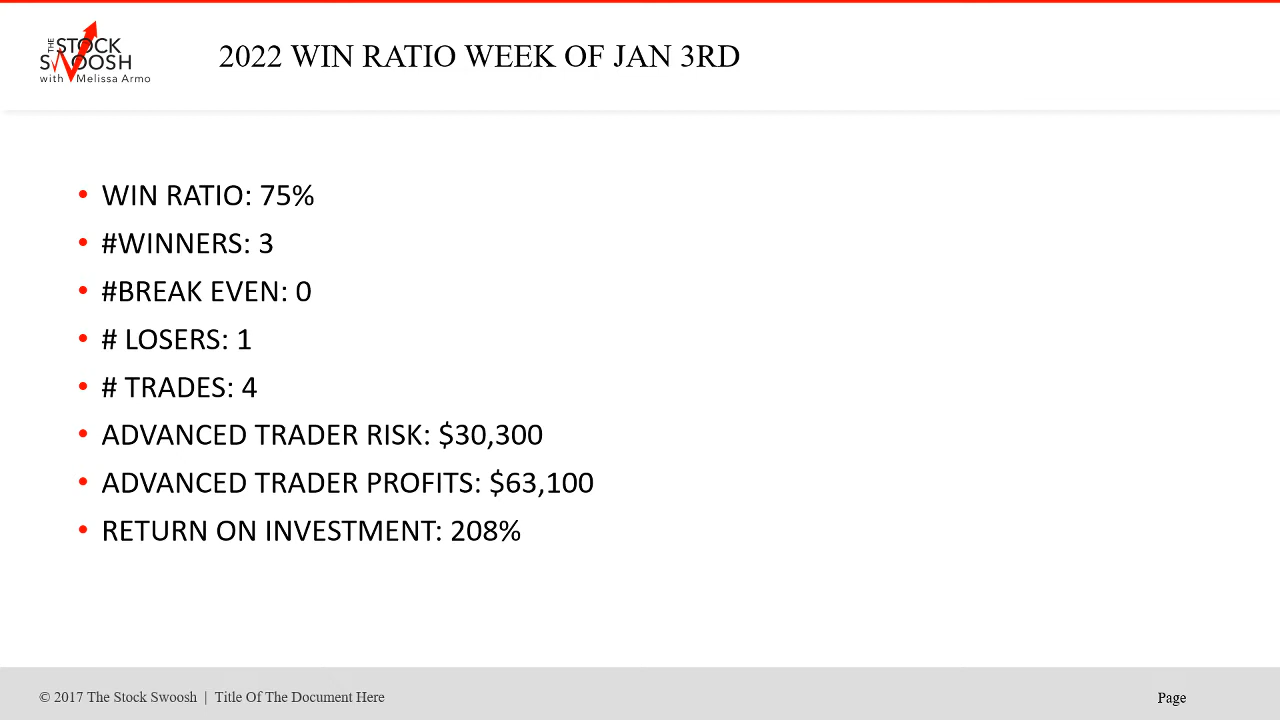 THE STOCK
SWOOSH
with Melissa Armo
2022 WIN RATIO WEEK OF JAN 3RD
• WIN RATIO: 75%
• #WINNERS: 3
• #BREAK EVEN: 0
• # LOSERS: 1
• # TRADES: 4
• ADVANCED TRADER RISK: $30,300
• ADVANCED TRADER PROFITS: $63,100
• RETURN ON INVESTMENT: 208%
© 2017 The Stock Swoosh | Title Of The Document Here
Page